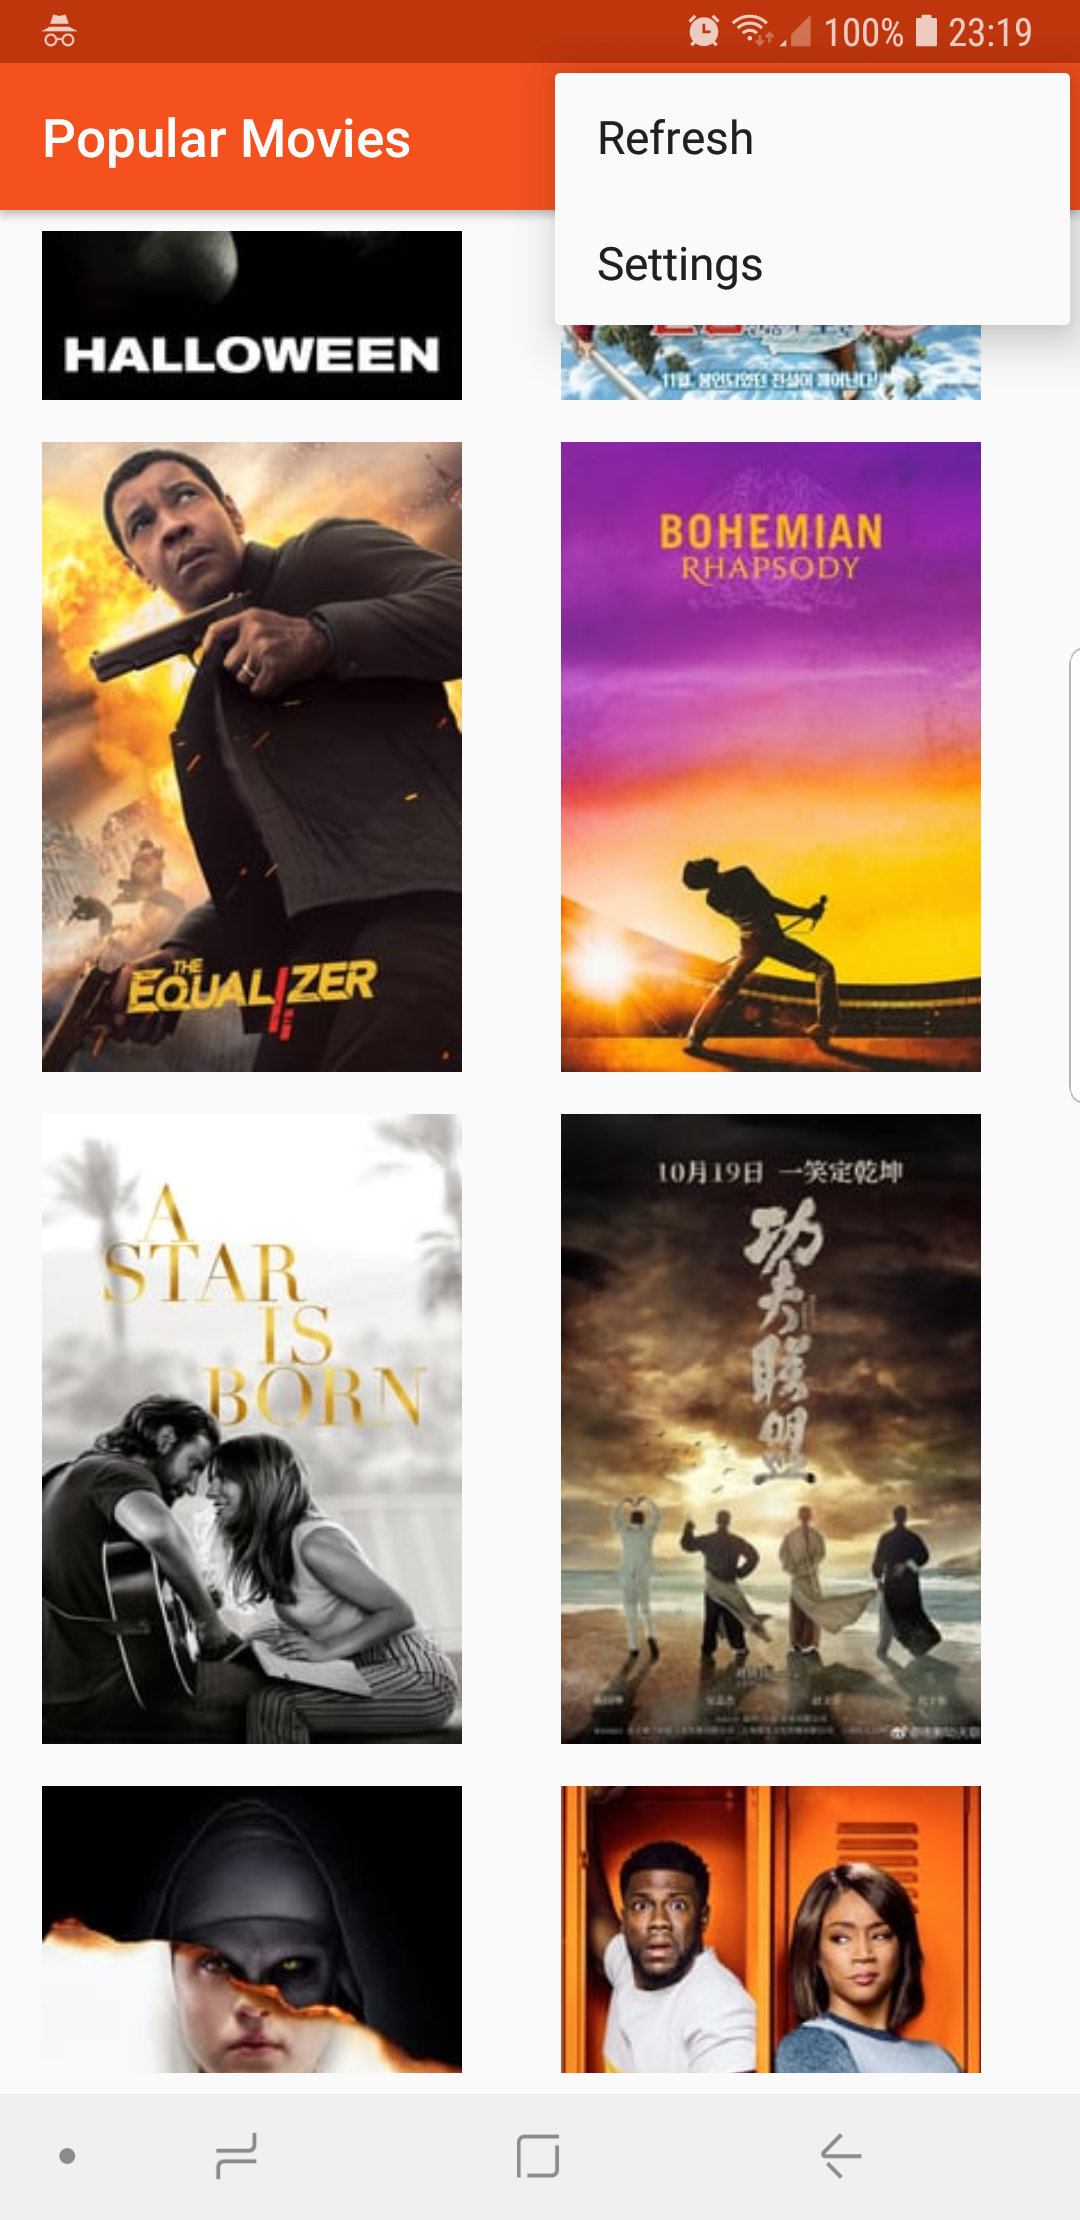 100% 23:19
Popular Movies
Refresh
Settings
HALLOWEEN
11월, 봉인되었던 전설이 깨어난다!
BOHEMIAN
RHAPSODY
THE
EQUALIZER
A
STAR
IS
BORN
10月19日 一笑定乾坤
功
夫
联
盟